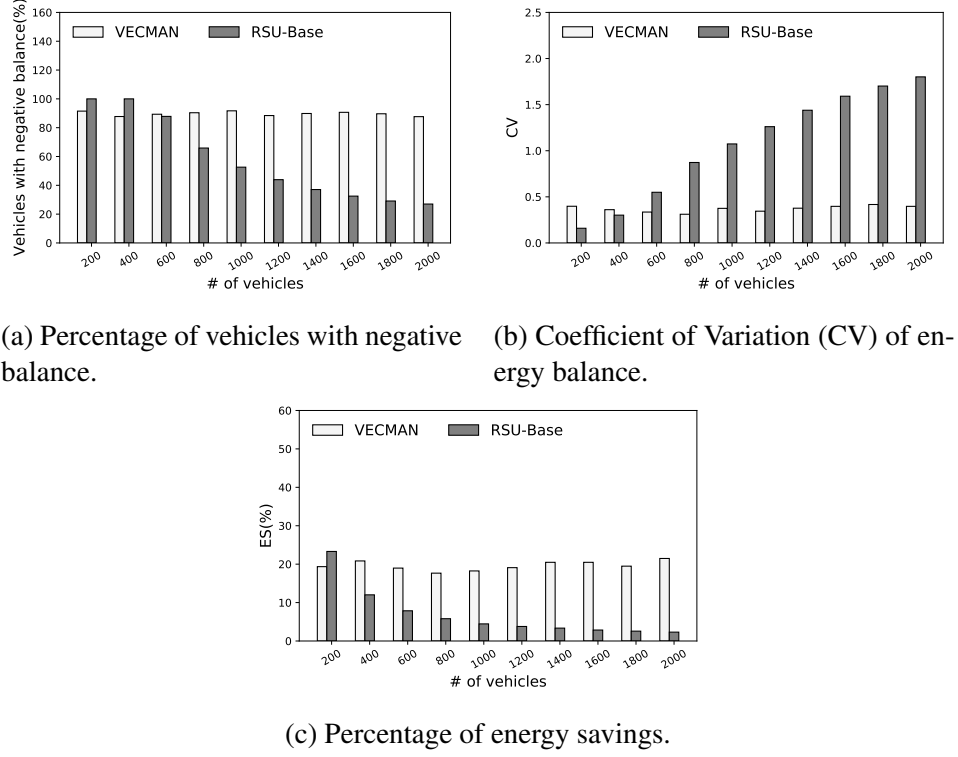 Vehicles with negative balance(%)
160
140
120
100
80
60
40
20
0
VECMAN RSU-Base
200 400 600 800 1000 1200 1400 1600 1800 2000
# of vehicles
(a) Percentage of vehicles with negative
balance.
CV
2.5
2.0
1.5
1.0
0.5
0.0
VECMAN RSU-Base
200 400 600 800 1000 1200 1400 1600 1800 2000
# of vehicles
(b) Coefficient of Variation (CV) of en-
ergy balance.
ES(%)
60
50
40
30
20
10
0
VECMAN RSU-Base
200 400 600 800 1000 1200 1400 1600 1800 2000
# of vehicles
(c) Percentage of energy savings.